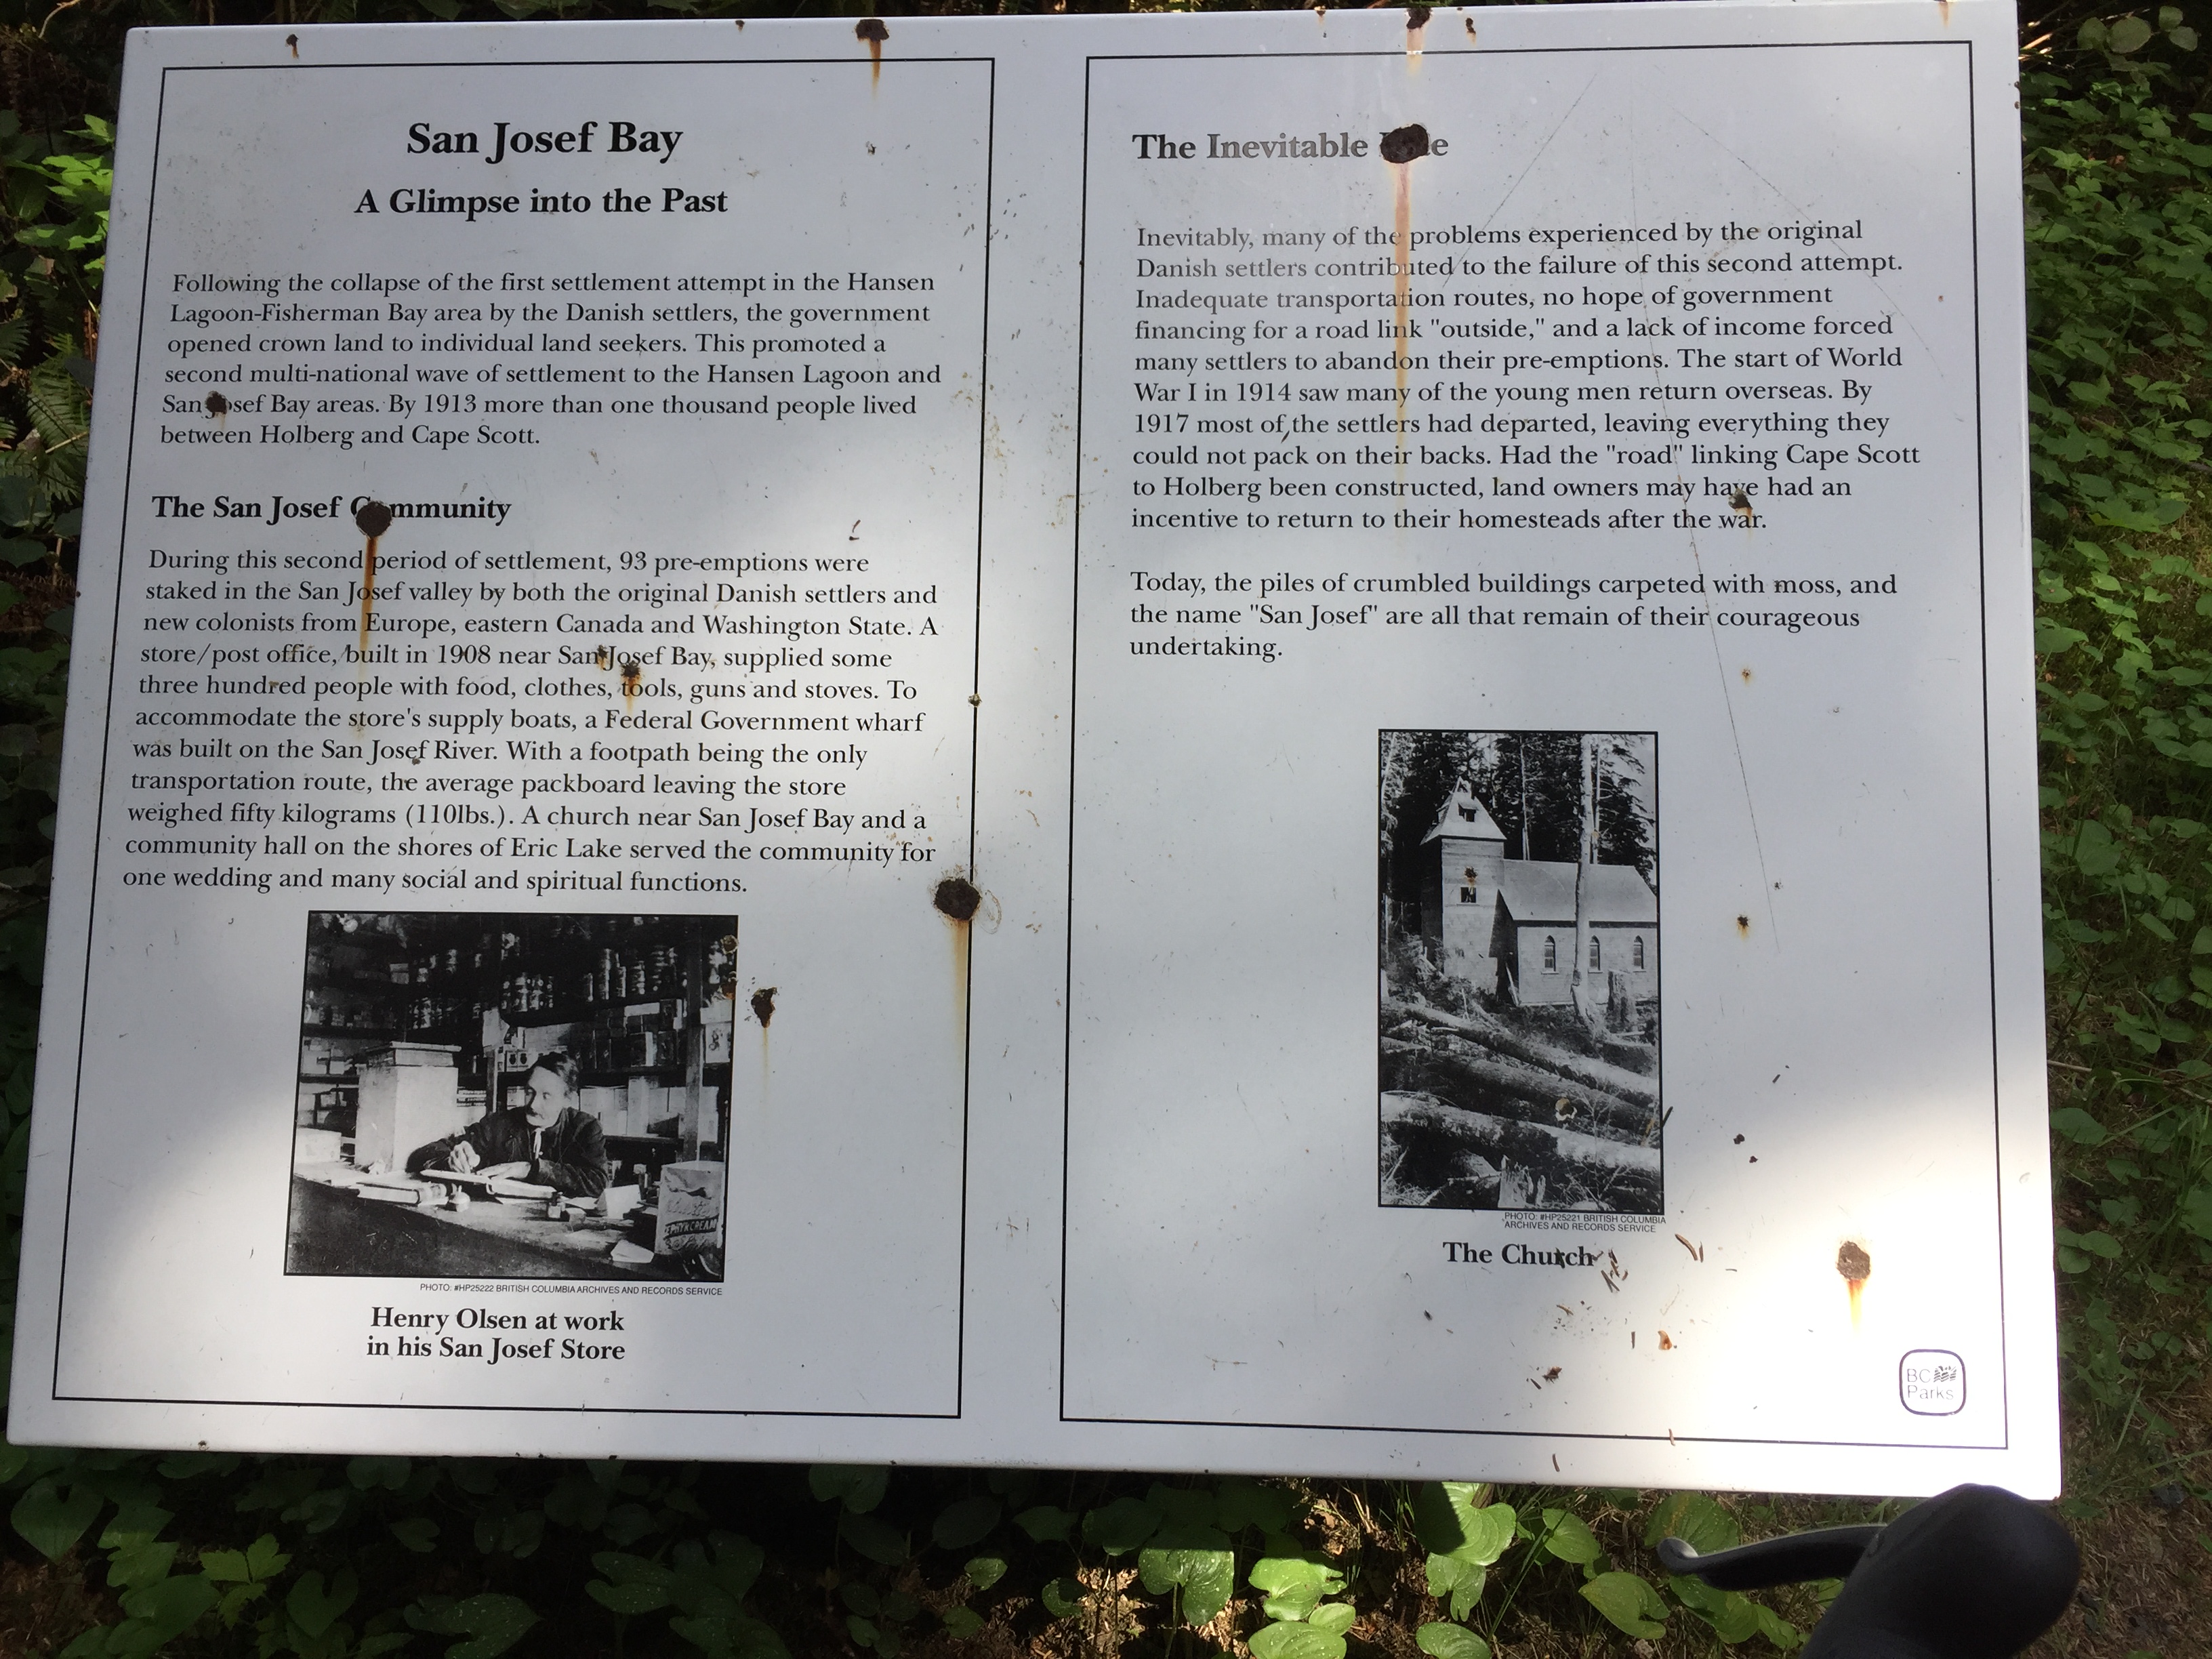 San Josef Bay
A Glimpse into the Past
Following the collapse of the first settlement attempt in the Hansen
Lagoon-Fisherman Bay area by the Danish settlers, the government
opened crown land to individual land seekers. This promoted a
second multi-national wave of settlement to the Hansen Lagoon and
San Josef Bay areas. By 1913 more than one thousand people lived
between Holberg and Cape Scott.
The San Josef Community
During this second period of settlement, 93 pre-emptions were
staked in the San Josef valley by both the original Danish settlers and
new colonists from Europe, eastern Canada and Washington State. A
store/post office, built in 1908 near San Josef Bay, supplied some
three hundred people with food, clothes, tools, guns and stoves. To
accommodate the store's supply boats, a Federal Government wharf
was built on the San Josef River. With a footpath being the only
transportation route, the average packboard leaving the store
weighed fifty kilograms (110lbs.). A church near San Josef Bay and a
community hall on the shores of Eric Lake served the community for
one wedding and many social and spiritual functions.
PHOTO: #HP25222 BRITISH COLUMBIA ARCHIVES AND RECORDS SERVICE
Henry Olsen at work
in his San Josef Store
The Inevitable
Inevitably, many of the problems experienced by the original
Danish settlers contributed to the failure of this second attempt.
Inadequate transportation routes, no hope of government
financing for a road link "outside," and a lack of income forced
many settlers to abandon their pre-emptions. The start of World
War I in 1914 saw many of the young men return overseas. By
1917 most of the settlers had departed, leaving everything they
could not pack on their backs. Had the "road" linking Cape Scott
to Holberg been constructed, land owners may have had an
incentive to return to their homesteads after the war.
Today, the piles of crumbled buildings carpeted with moss, and
the name "San Josef" are all that remain of their courageous
undertaking.
PHOTO: #HP25221 BRITISH COLUMBIA
ARCHIVES AND RECORDS SERVICE
The Church
BC
Parks